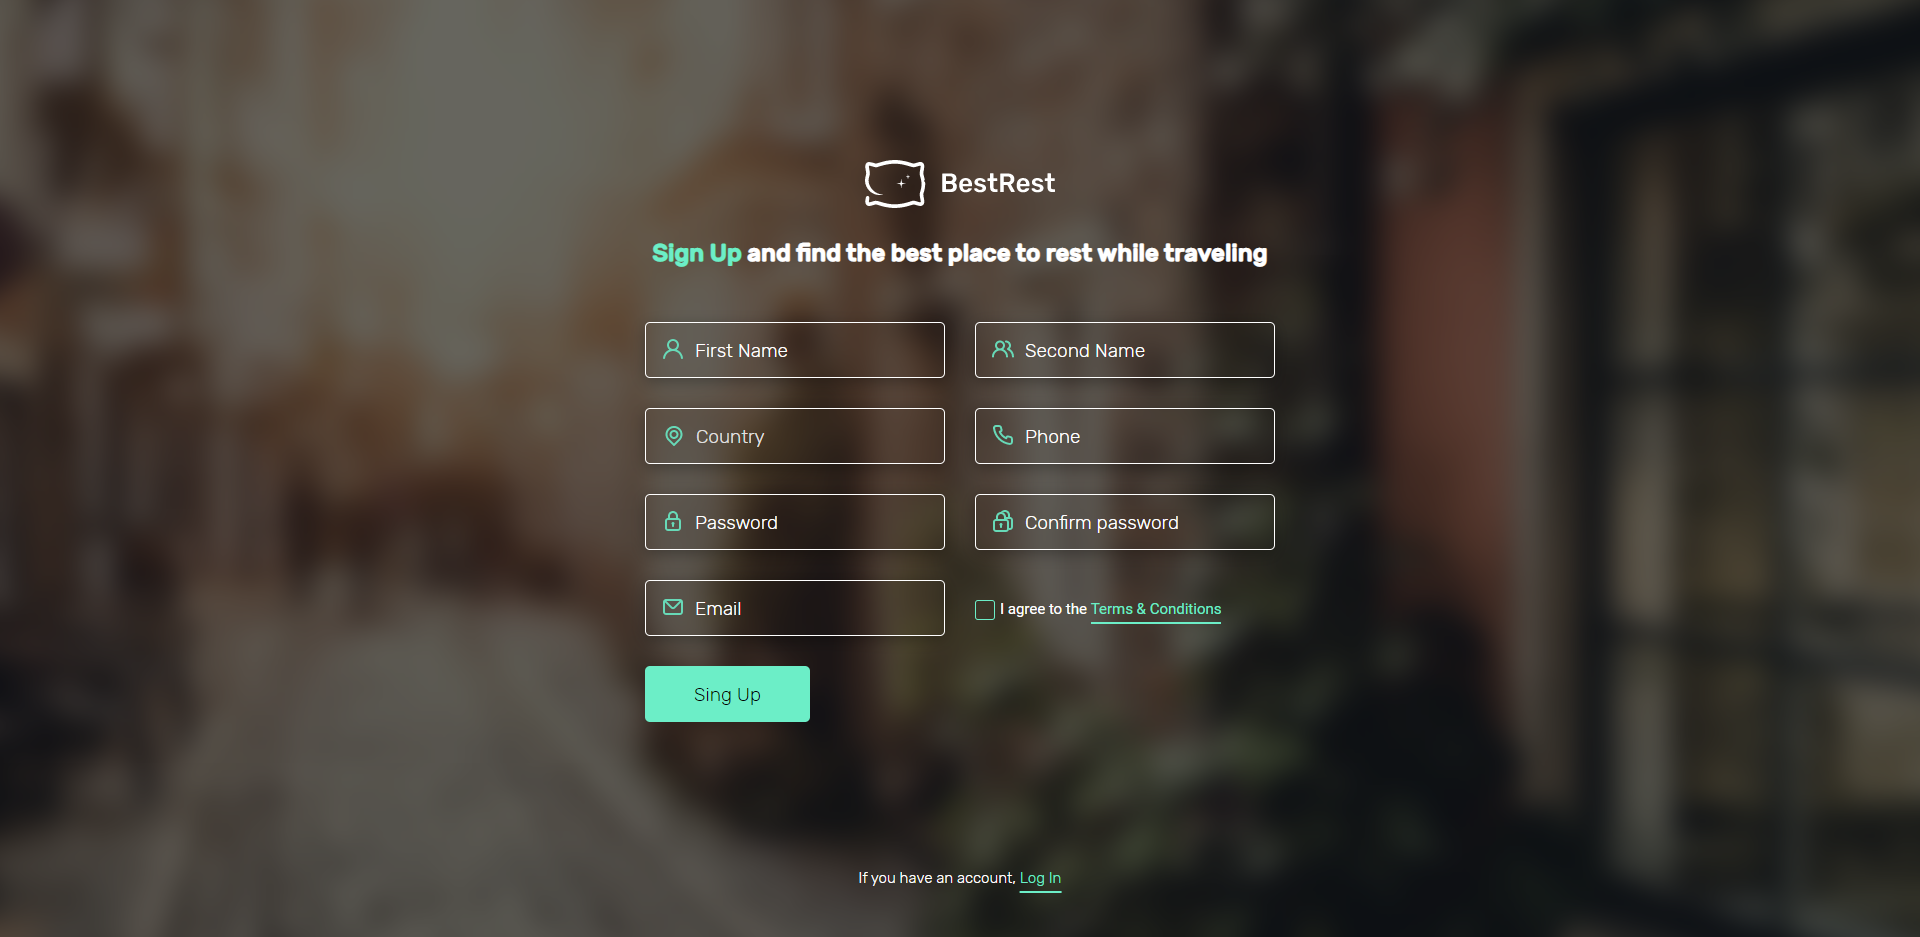 BestRest
Sign Up and find the best place to rest while traveling
First Name
Second Name
Country
Phone
Password
Confirm password
Email
I agree to the Terms & Conditions
Sing Up
If you have an account, Log In